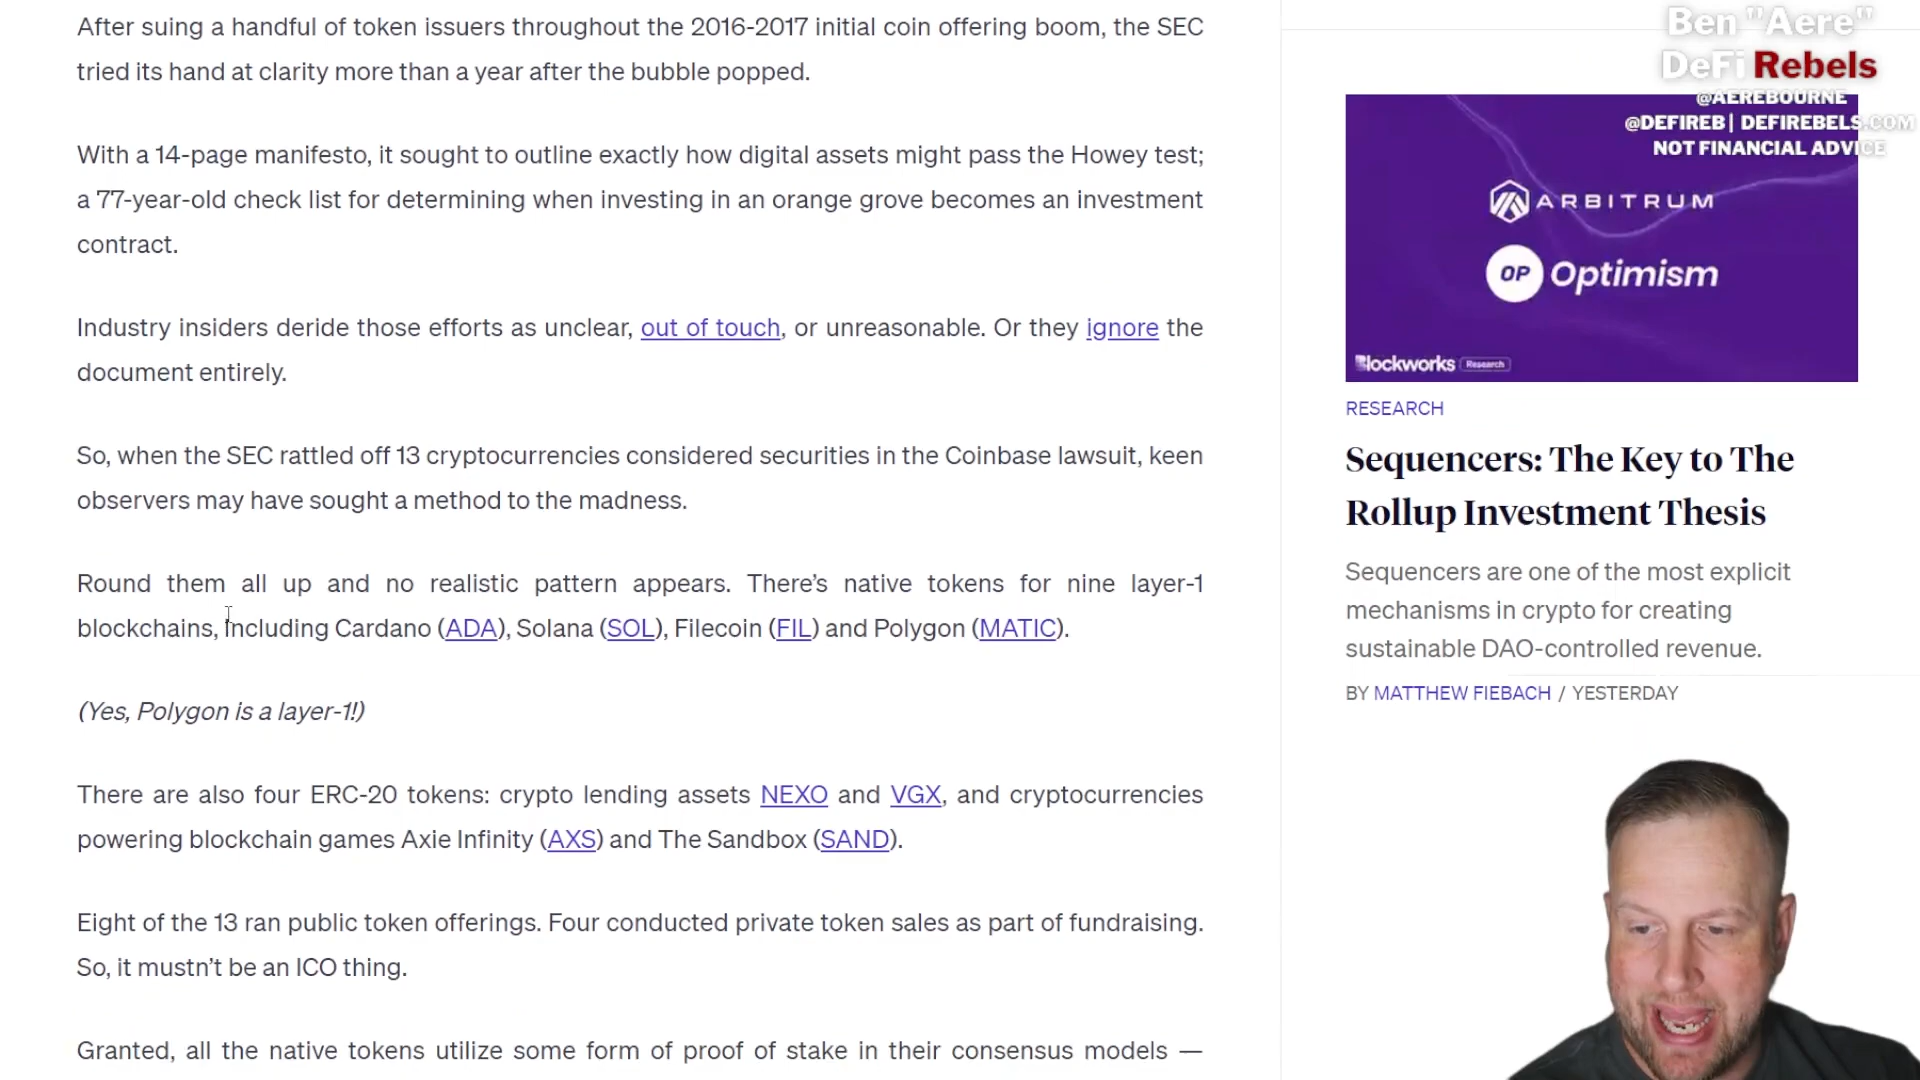 After suing a handful of token issuers throughout the 2016-2017 initial coin offering boom, the SEC
tried its hand at clarity more than a year after the bubble popped.
With a 14-page manifesto, it sought to outline exactly how digital assets might pass the Howey test;
a 77-year-old check list for determining when investing in an orange grove becomes an investment
contract.
Industry insiders deride those efforts as unclear, out of touch, or unreasonable. Or they ignore the
document entirely.
So, when the SEC rattled off 13 cryptocurrencies considered securities in the Coinbase lawsuit, keen
observers may have sought a method to the madness.
Round them all up and no realistic pattern appears. There's native tokens for nine layer-1
blockchains, including Cardano (ADA), Solana (SOL), Filecoin (FIL) and Polygon (MATIC).
(Yes, Polygon is a layer-1!)
There are also four ERC-20 tokens: crypto lending assets NEXO and VGX, and cryptocurrencies
powering blockchain games Axie Infinity (AXS) and The Sandbox (SAND).
Eight of the 13 ran public token offerings. Four conducted private token sales as part of fundraising.
So, it mustn't be an ICO thing.
Granted, all the native tokens utilize some form of proof of stake in their consensus models —
Ben "Aere"
DeFi Rebels
@AEREBOURNE
@DEFIREB | DEFIREBELS.COM
NOT FINANCIAL ADVICE
ARBITRUM
OP Optimism
Blockworks Research
RESEARCH
Sequencers: The Key to The
Rollup Investment Thesis
Sequencers are one of the most explicit
mechanisms in crypto for creating
sustainable DAO-controlled revenue.
BY MATTHEW FIEBACH / YESTERDAY